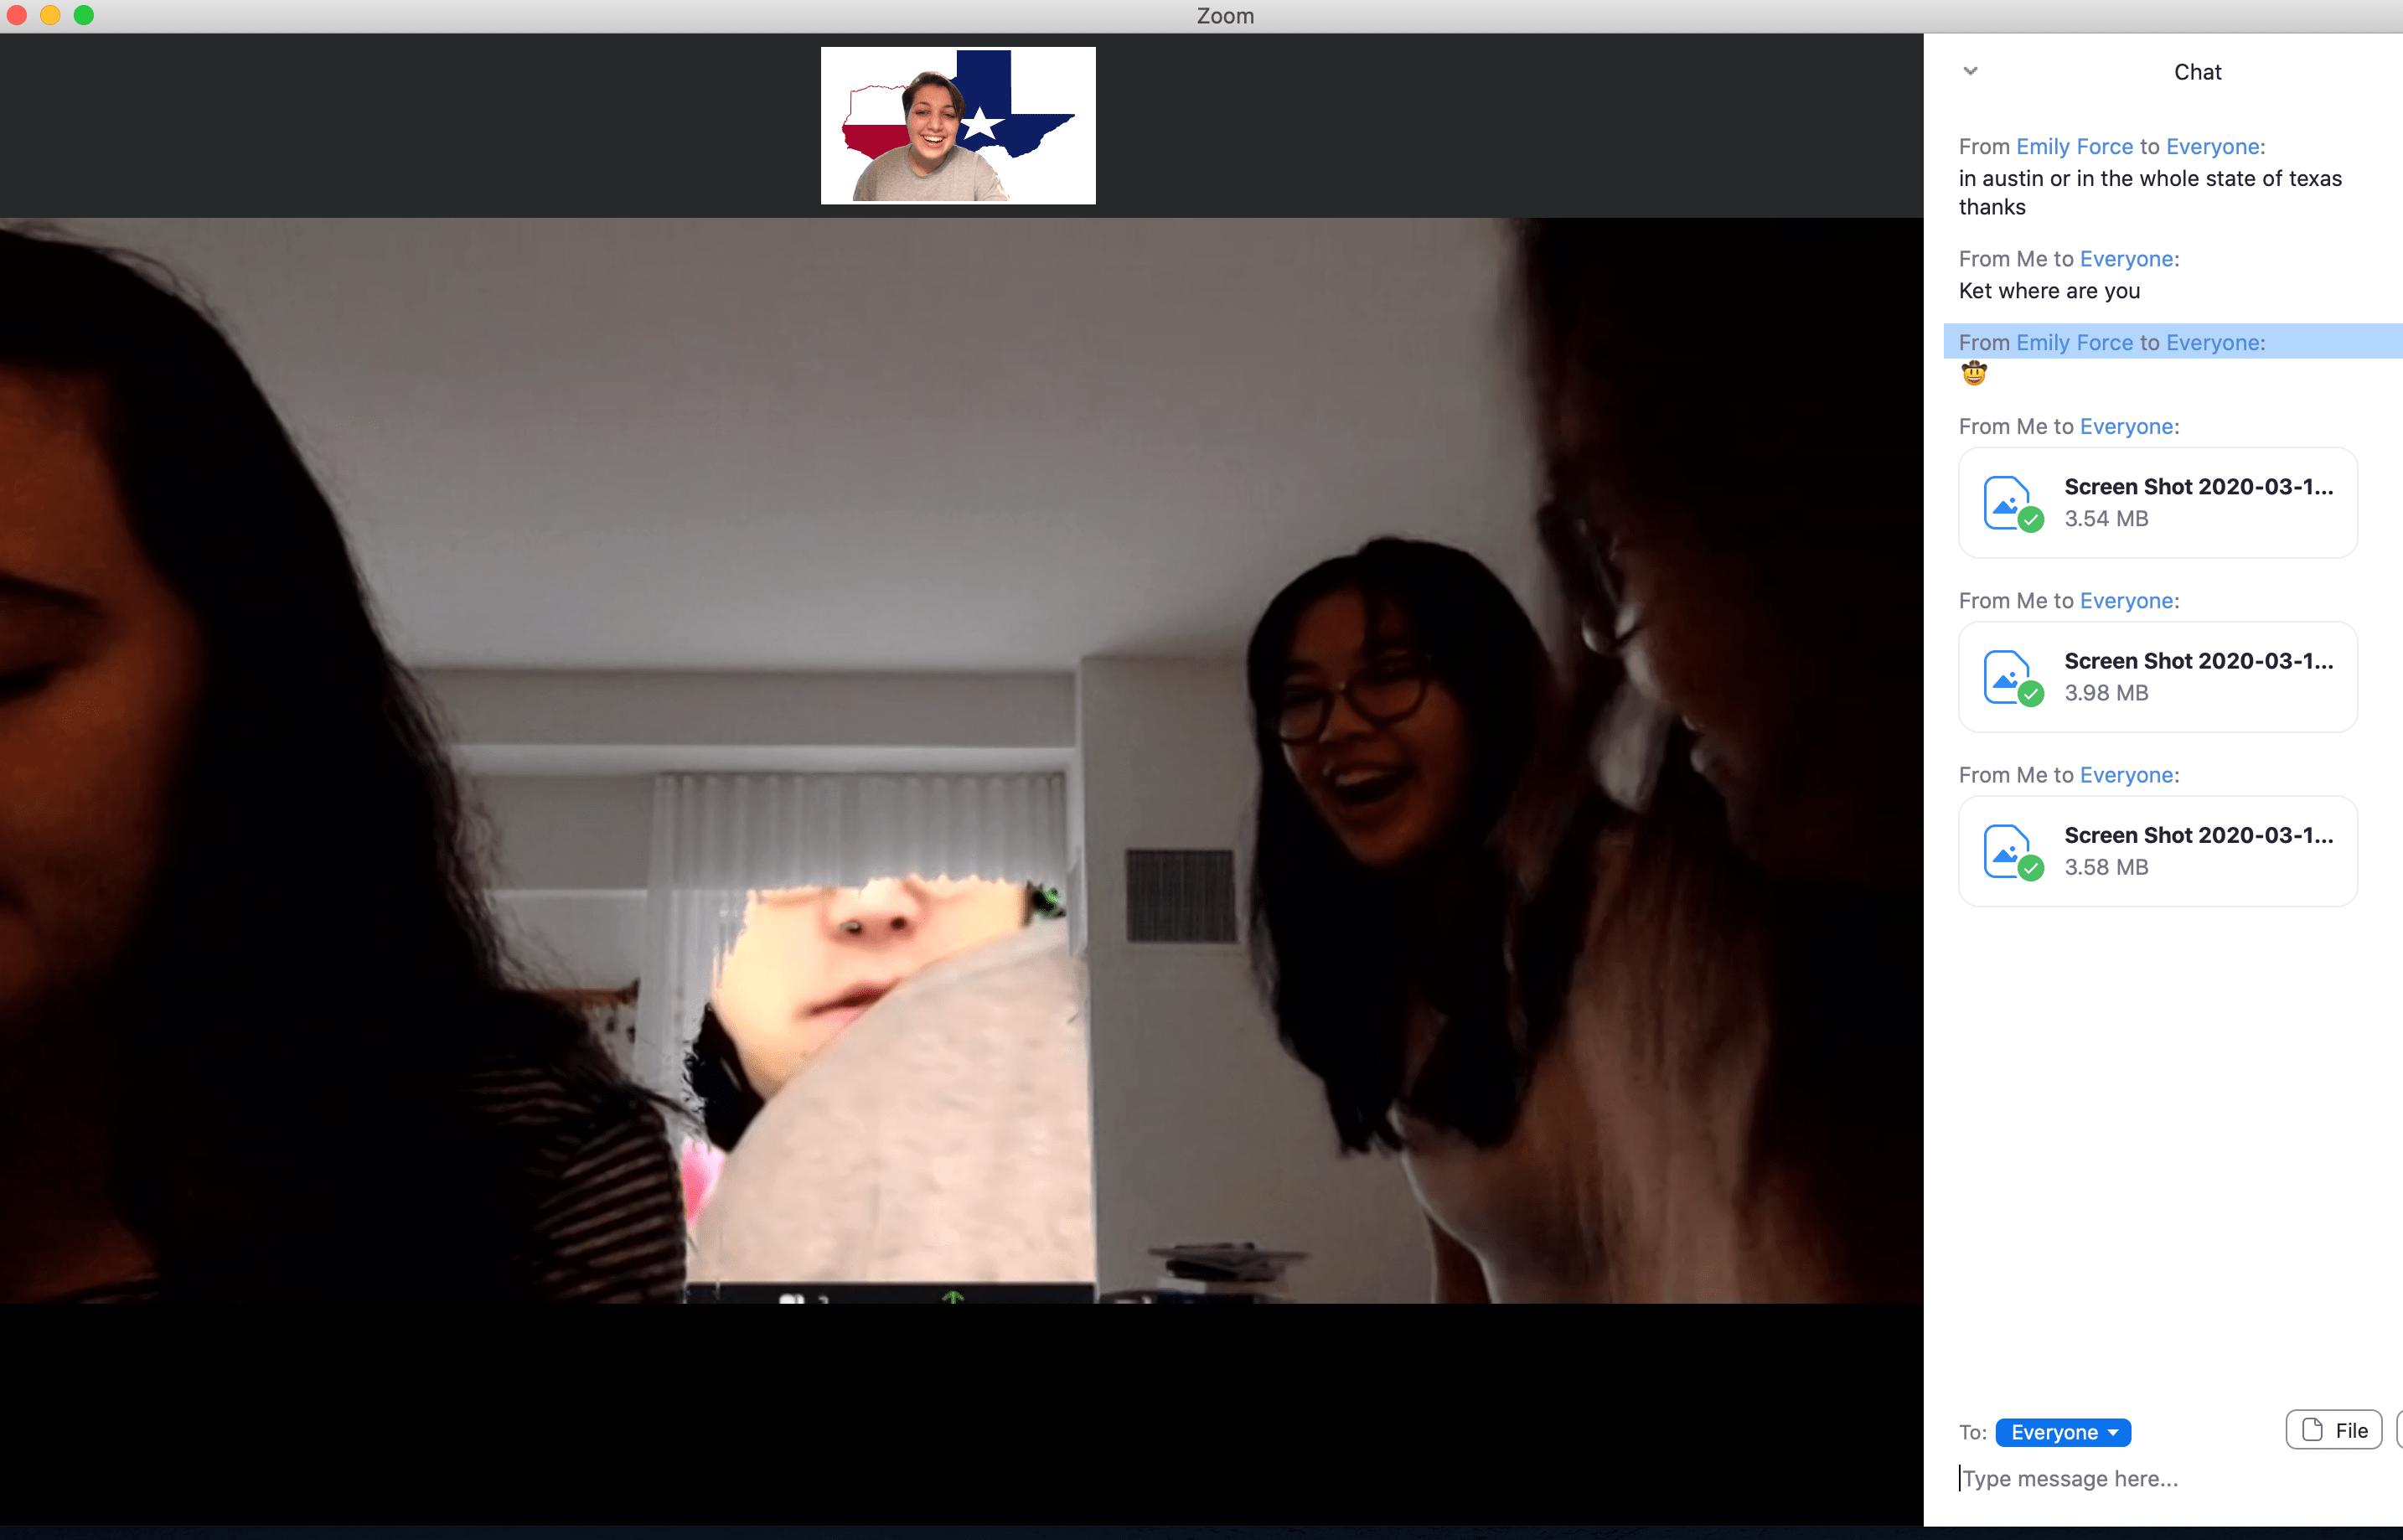 Zoom
Chat
From Emily Force to Everyone:
in austin or in the whole state of texas
thanks
From Me to Everyone:
Ket where are you
From Emily Force to Everyone:
🤠
From Me to Everyone:
Screen Shot 2020-03-1...
3.54 MB
From Me to Everyone:
Screen Shot 2020-03-1...
3.98 MB
From Me to Everyone:
Screen Shot 2020-03-1...
3.58 MB
To: Everyone
File
Type message here...